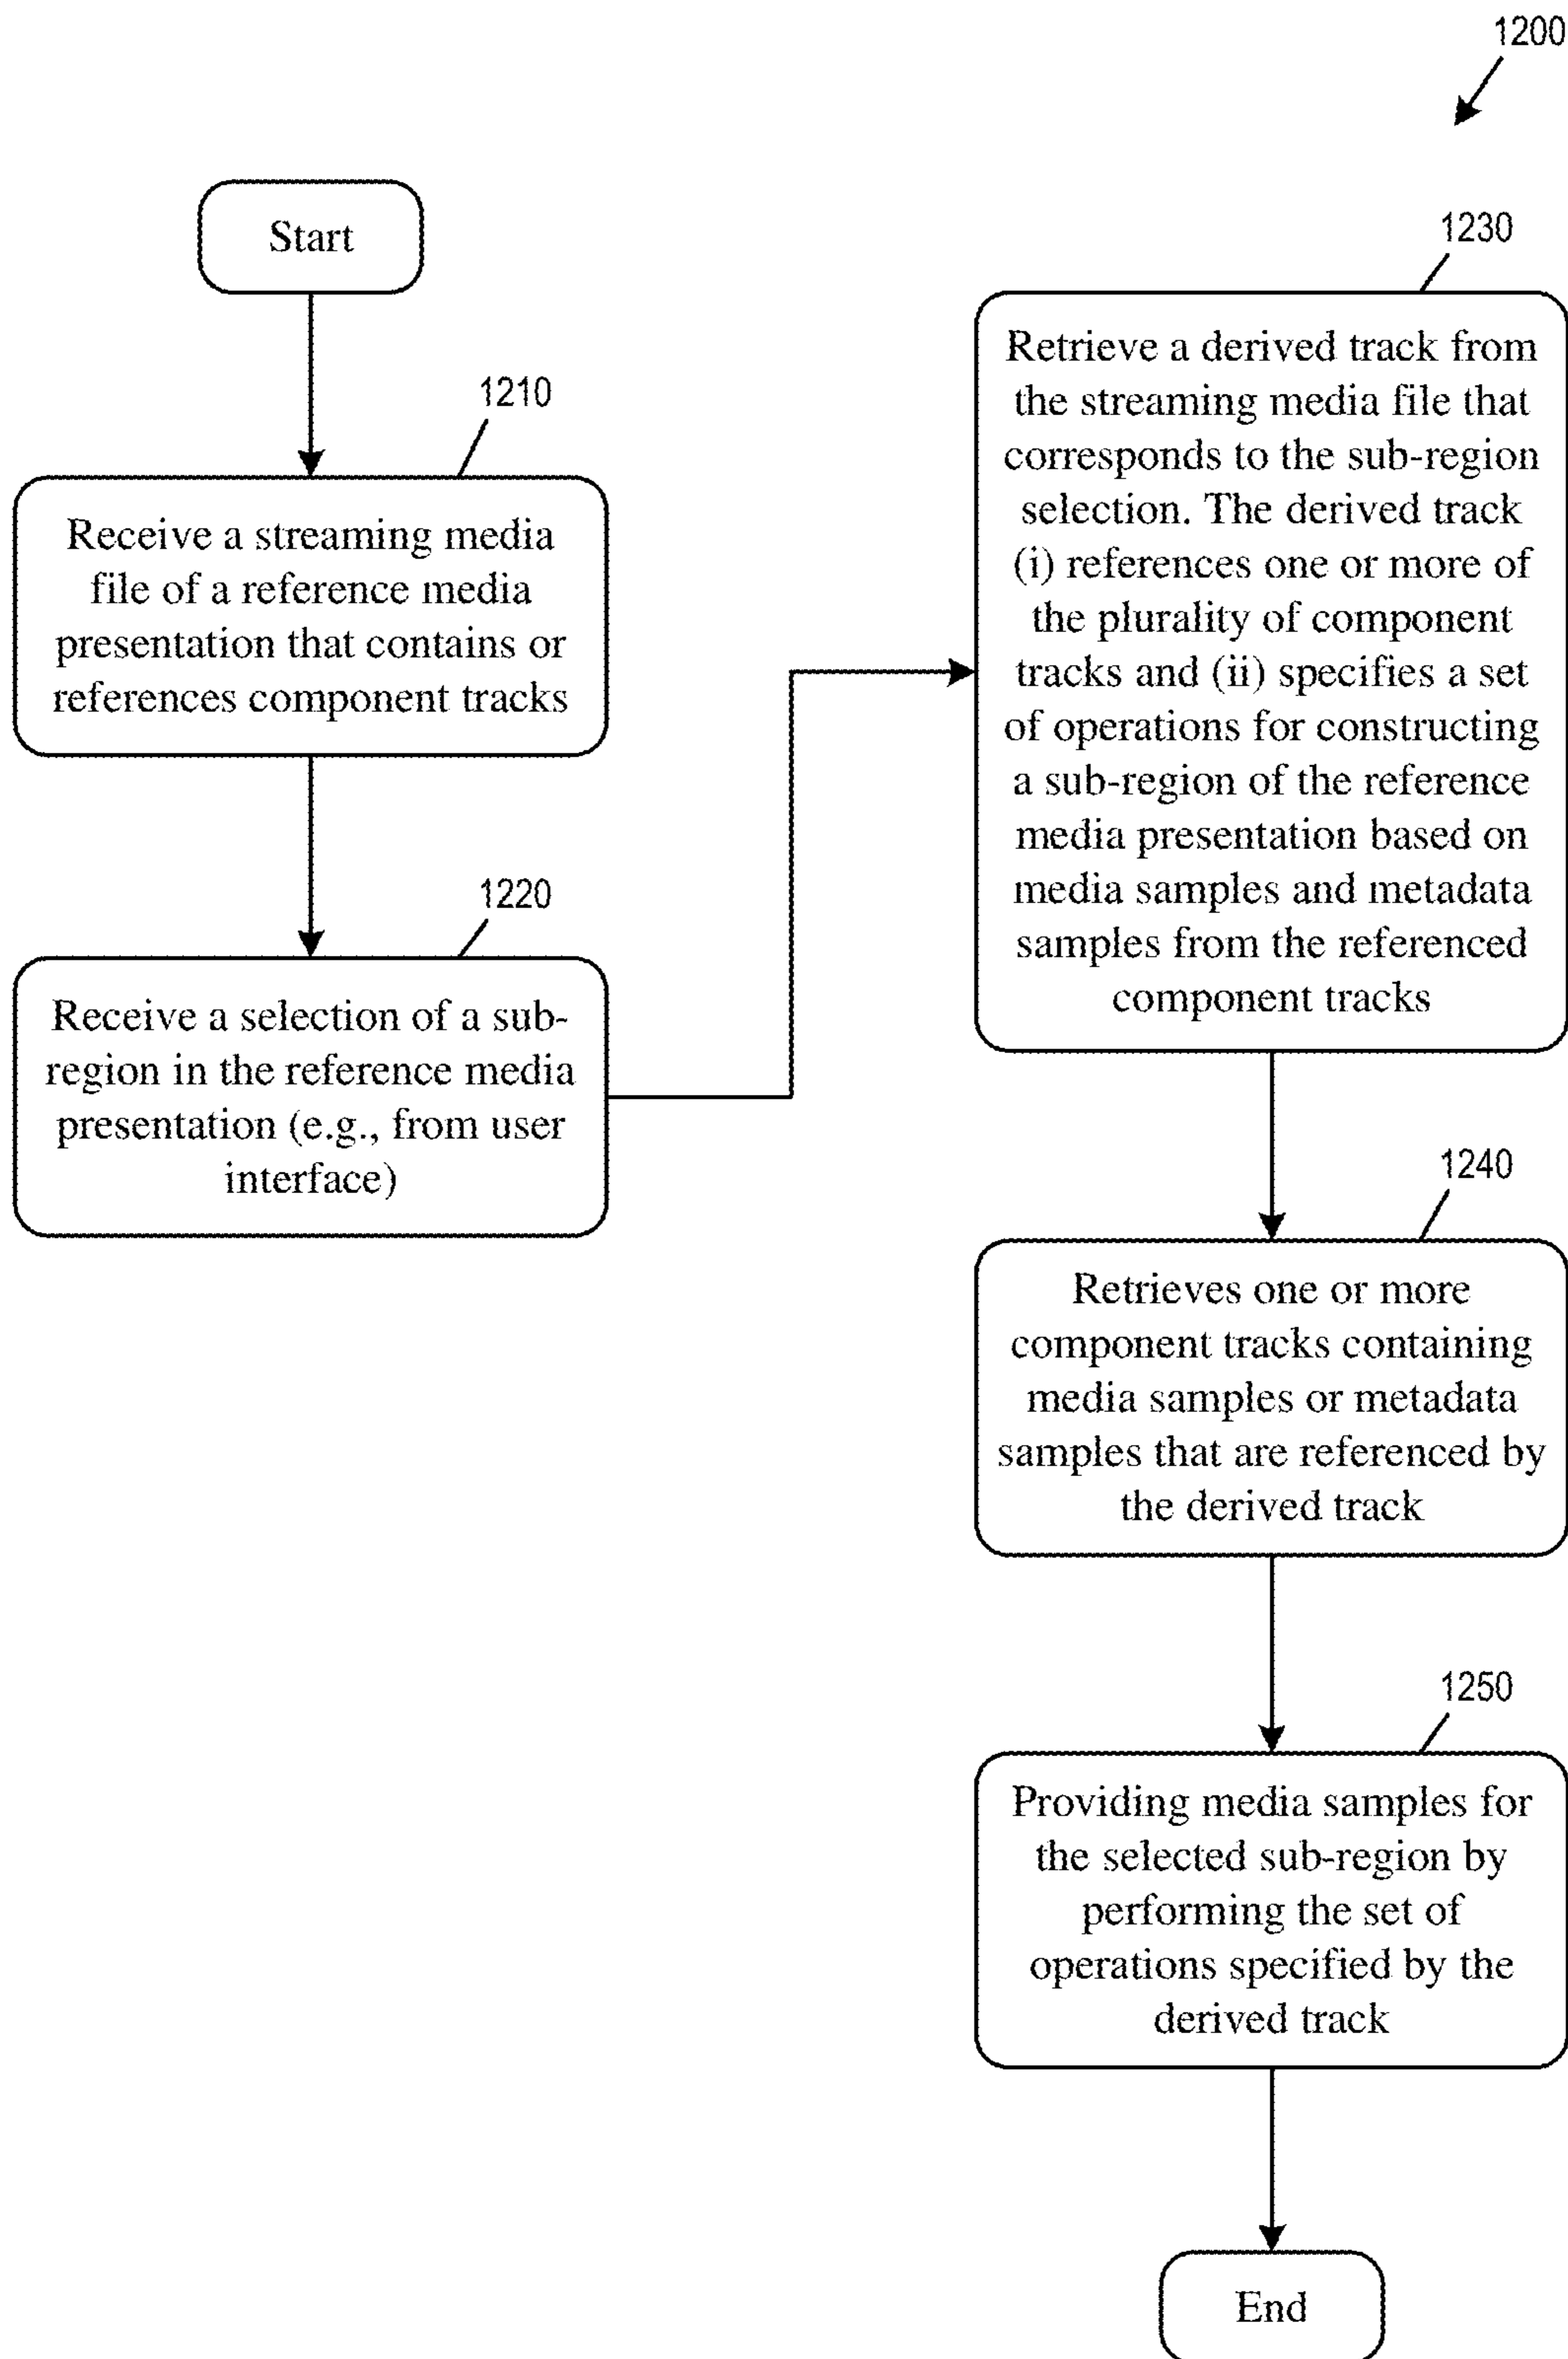 1200
Start
1210
Receive a streaming media
file of a reference media
presentation that contains or
references component tracks
1220
Receive a selection of a sub-
region in the reference media
presentation (e.g., from user
interface)
1230
Retrieve a derived track from
the streaming media file that
corresponds to the sub-region
selection. The derived track
(i) references one or more of
the plurality of component
tracks and (ii) specifies a set
of operations for constructing
a sub-region of the reference
media presentation based on
media samples and metadata
samples from the referenced
component tracks
1240
Retrieves one or more
component tracks containing
media samples or metadata
samples that are referenced by
the derived track
1250
Providing media samples for
the selected sub-region by
performing the set of
operations specified by the
derived track
End